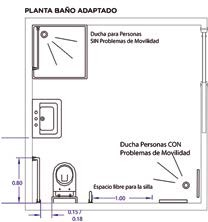 PLANTA BAÑO ADAPTADO
Ducha para Personas
SIN Problemas de Movilidad
Ducha Personas CON
Problemas de Movilidad
0.80
Espacio libre para la silla
1.00
0.15 /
0.18